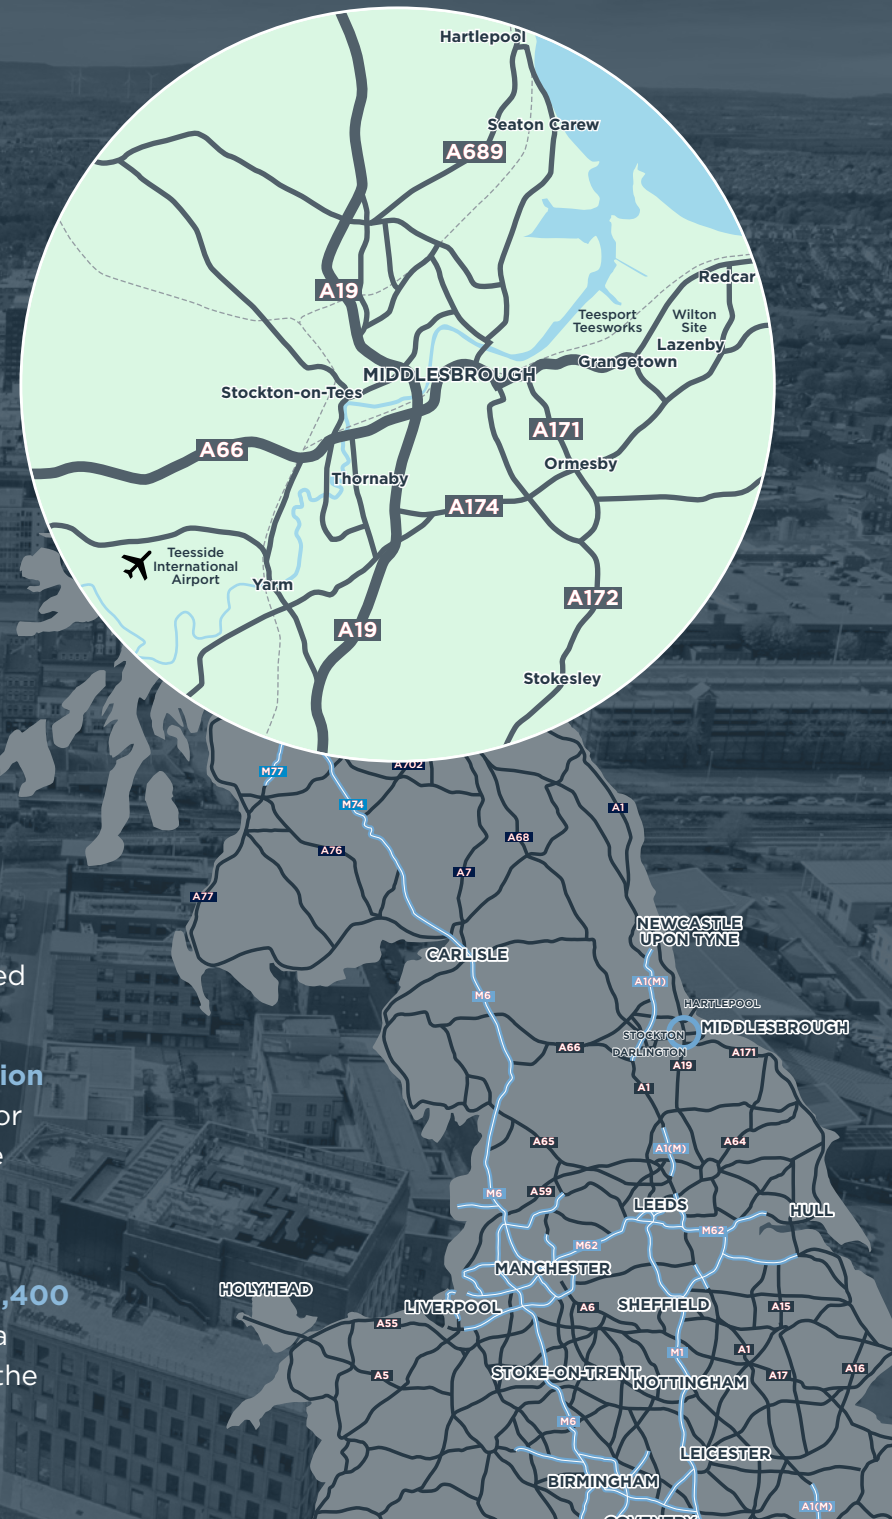 Hartlepool
Seaton Carew
A689
Redcar
A19
Teesport
Teesworks
Wilton
Site
Lazenby
Grangetown
MIDDLESBROUGH
Stockton-on-Tees
A171
A66
Ormesby
Thornaby
A174
Teesside
International
Airport
Yarm
A172
A19
Stokesley
A702
M77
M74
A1
A68
A76
A7
A77
NEWCASTLE
UPON TYNE
CARLISLE
ed
A1(M)
M6
HARTLEPOOL
MIDDLESBROUGH
STOCKTON
A66
DARLINGTON
A171
A19
ion
A1
or
A65
A1(M)
A64
e
M6
A59
LEEDS
HULL
M62
M62
MANCHESTER
HOLYHEAD
,400
LIVERPOOL
A6
SHEFFIELD
A15
A55
a
M1
A1
STOKE-ON-TRENT
A5
A17
A16
the
NOTTINGHAM
M6
LEICESTER
BIRMINGHAM
A1(M)
COVENTRY